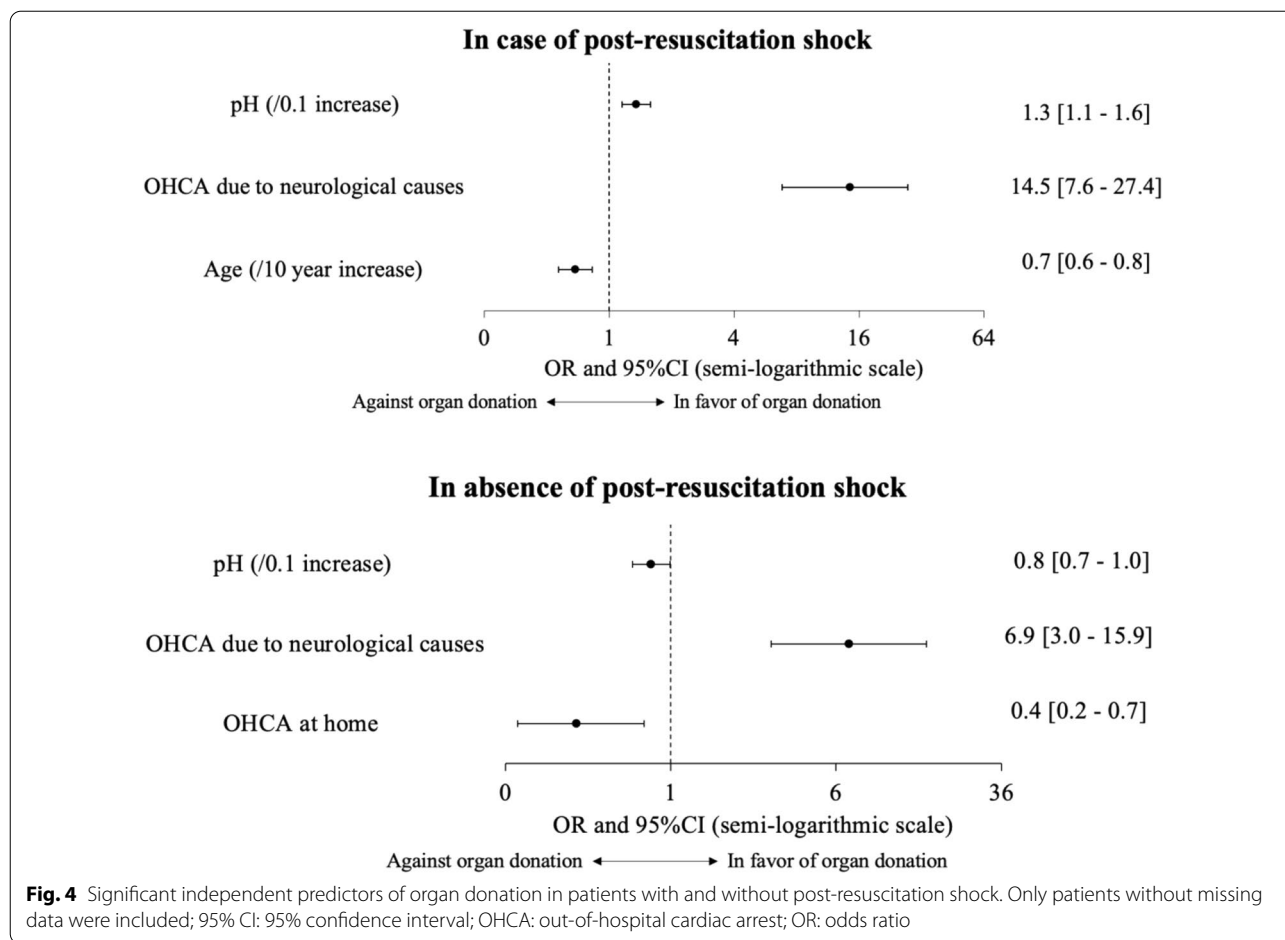 In case of post-resuscitation shock
pH (/0.1 increase) 1.3 [1.1 - 1.6]
OHCA due to neurological causes 14.5 [7.6 - 27.4]
Age (/10 year increase) 0.7 [0.6 - 0.8]
0 1 4 16 64
OR and 95%CI (semi-logarithmic scale)
Against organ donation In favor of organ donation
In absence of post-resuscitation shock
pH (/0.1 increase) 0.8 [0.7 - 1.0]
OHCA due to neurological causes 6.9 [3.0 - 15.9]
OHCA at home 0.4 [0.2 - 0.7]
0 1 6 36
OR and 95%CI (semi-logarithmic scale)
Against organ donation In favor of organ donation
Fig. 4 Significant independent predictors of organ donation in patients with and without post-resuscitation shock. Only patients without missing
data were included; 95% CI: 95% confidence interval; OHCA: out-of-hospital cardiac arrest; OR: odds ratio